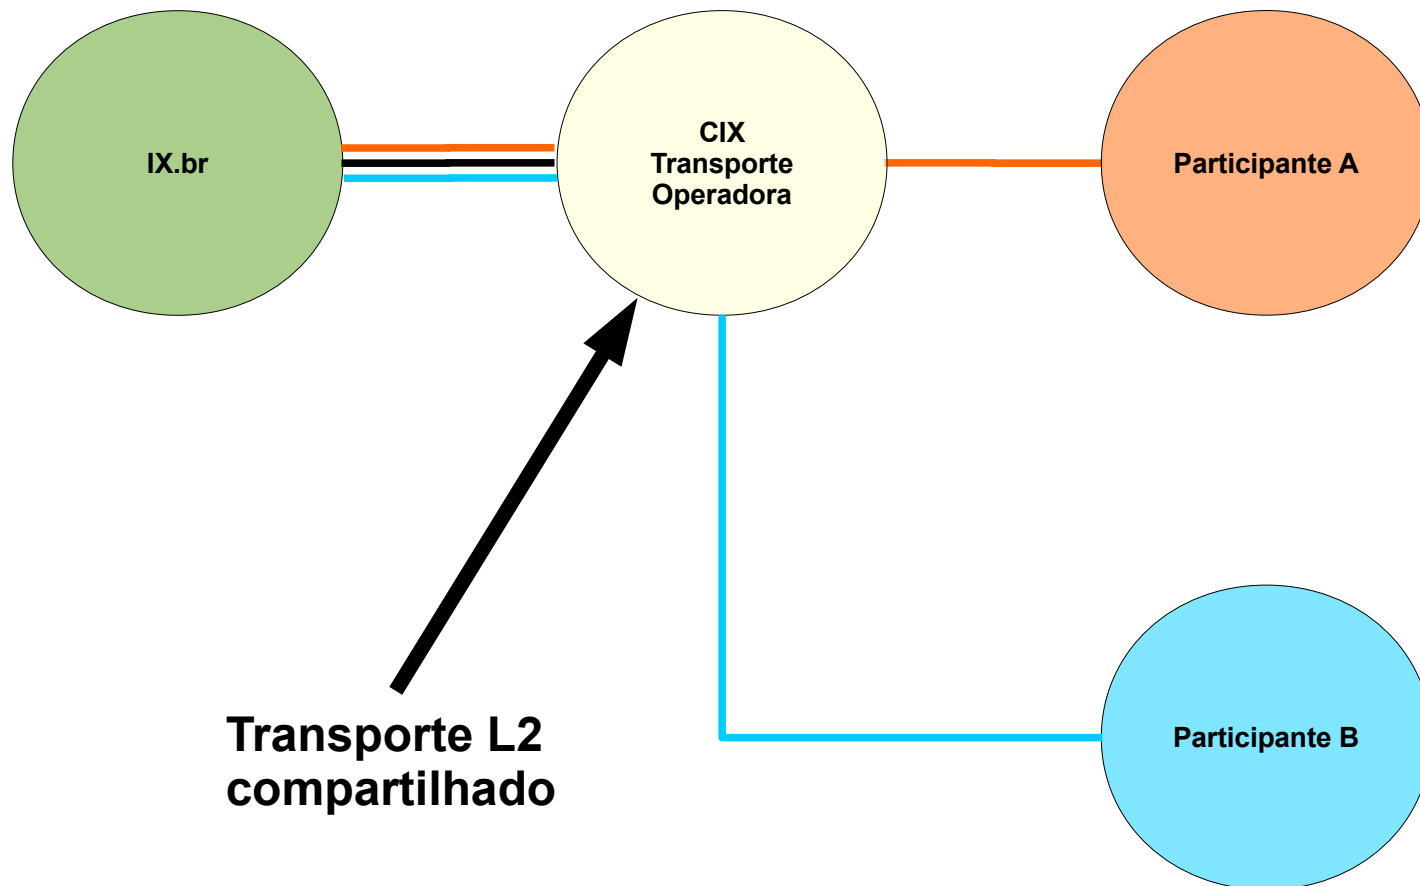 IX.br
CIX
Transporte
Operadora
Participante A
Transporte L2
compartilhado
Participante B